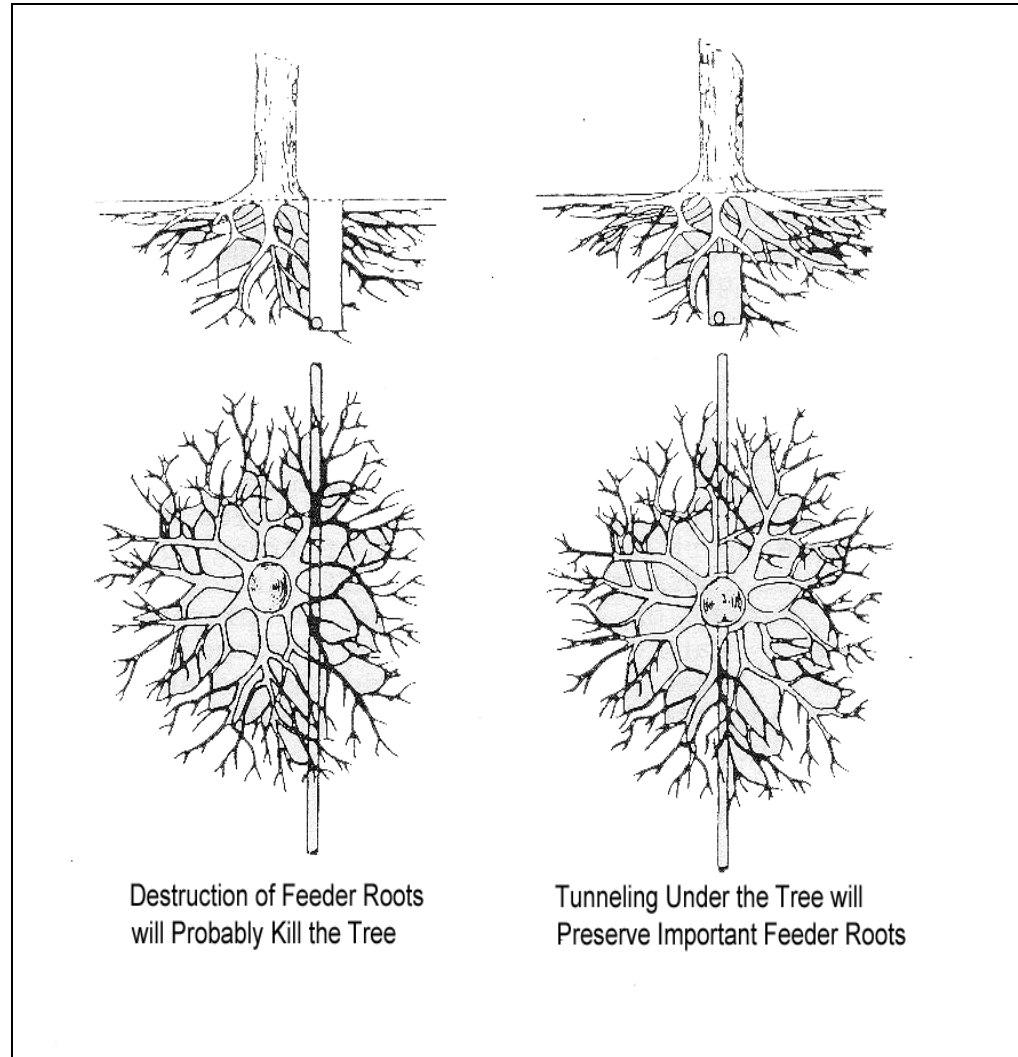 Destruction of Feeder Roots
will Probably Kill the Tree
Tunneling Under the Tree will
Preserve Important Feeder Roots